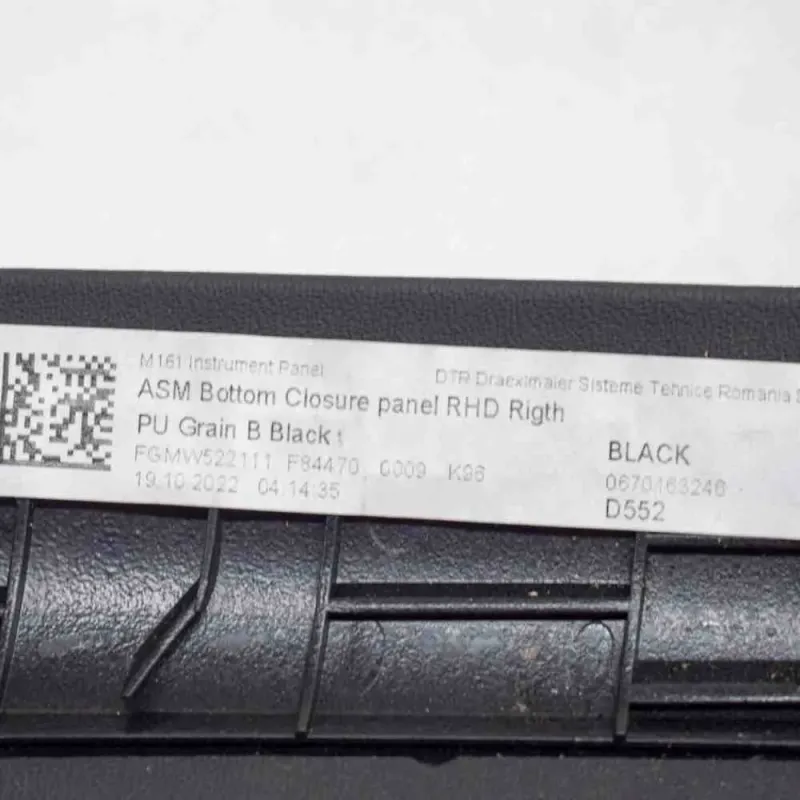 M161 Instrument Panel
DTR Draexlmaier Sisteme Tehnice Romania S
ASM Bottom Closure panel RHD Rigth
PU Grain B Black
FGMW522111 F84470 0009 K96
19.10.2022 04:14:35
BLACK
0670163246
D552